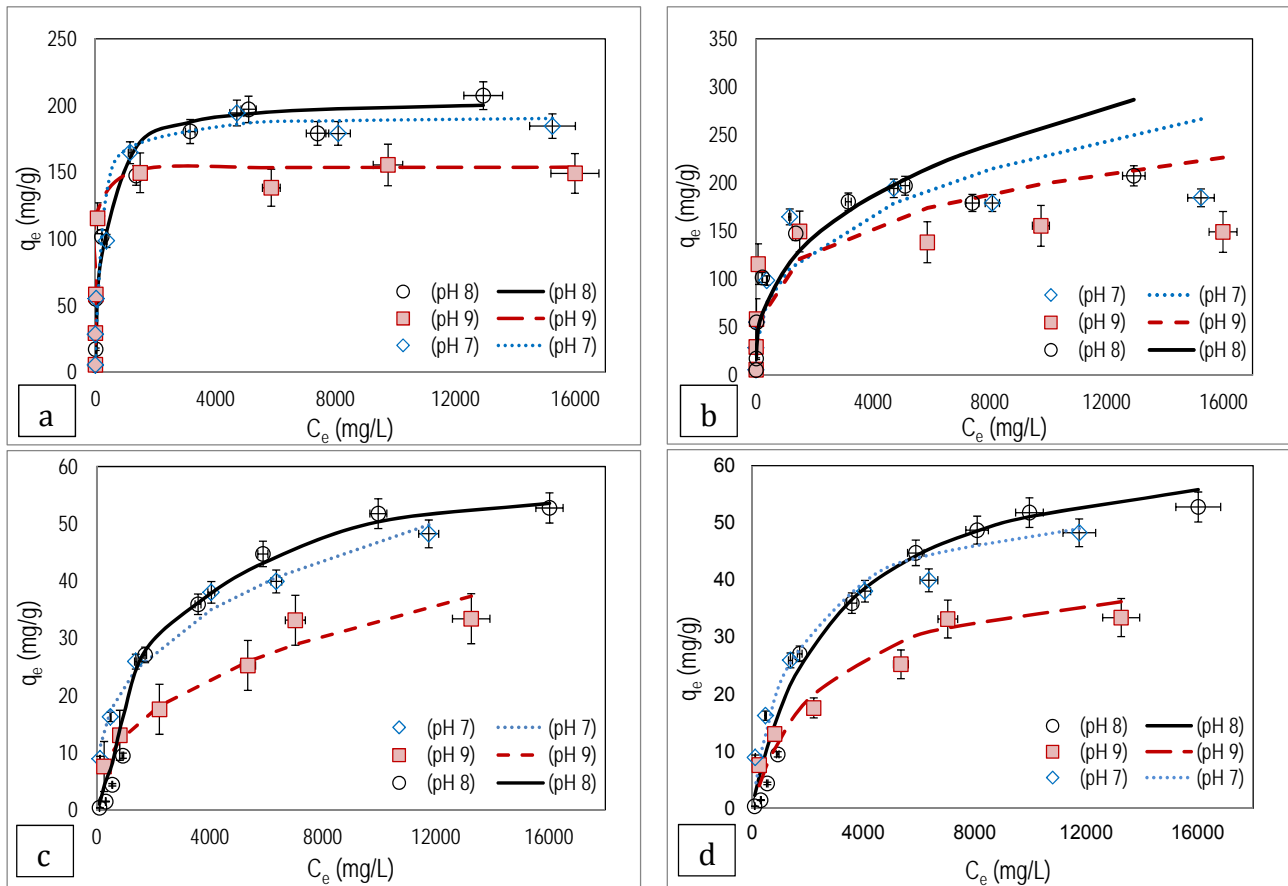 250
200
150
100
50
0
qe (mg/g)
0 4000 8000 12000 16000
Ce (mg/L)
(pH 8) (pH 8)
(pH 9) (pH 9)
(pH 7) (pH 7)
a
350
300
250
200
150
100
50
0
qe (mg/g)
0 4000 8000 12000 16000
Ce (mg/L)
(pH 7) (pH 7)
(pH 9) (pH 9)
(pH 8) (pH 8)
b
60
50
40
30
20
10
0
qe (mg/g)
0 4000 8000 12000 16000
Ce (mg/L)
(pH 7) (pH 7)
(pH 9) (pH 9)
(pH 8) (pH 8)
c
60
50
40
30
20
10
0
qe (mg/g)
0 4000 8000 12000 16000
Ce (mg/L)
(pH 8) (pH 8)
(pH 9) (pH 9)
(pH 7) (pH 7)
d